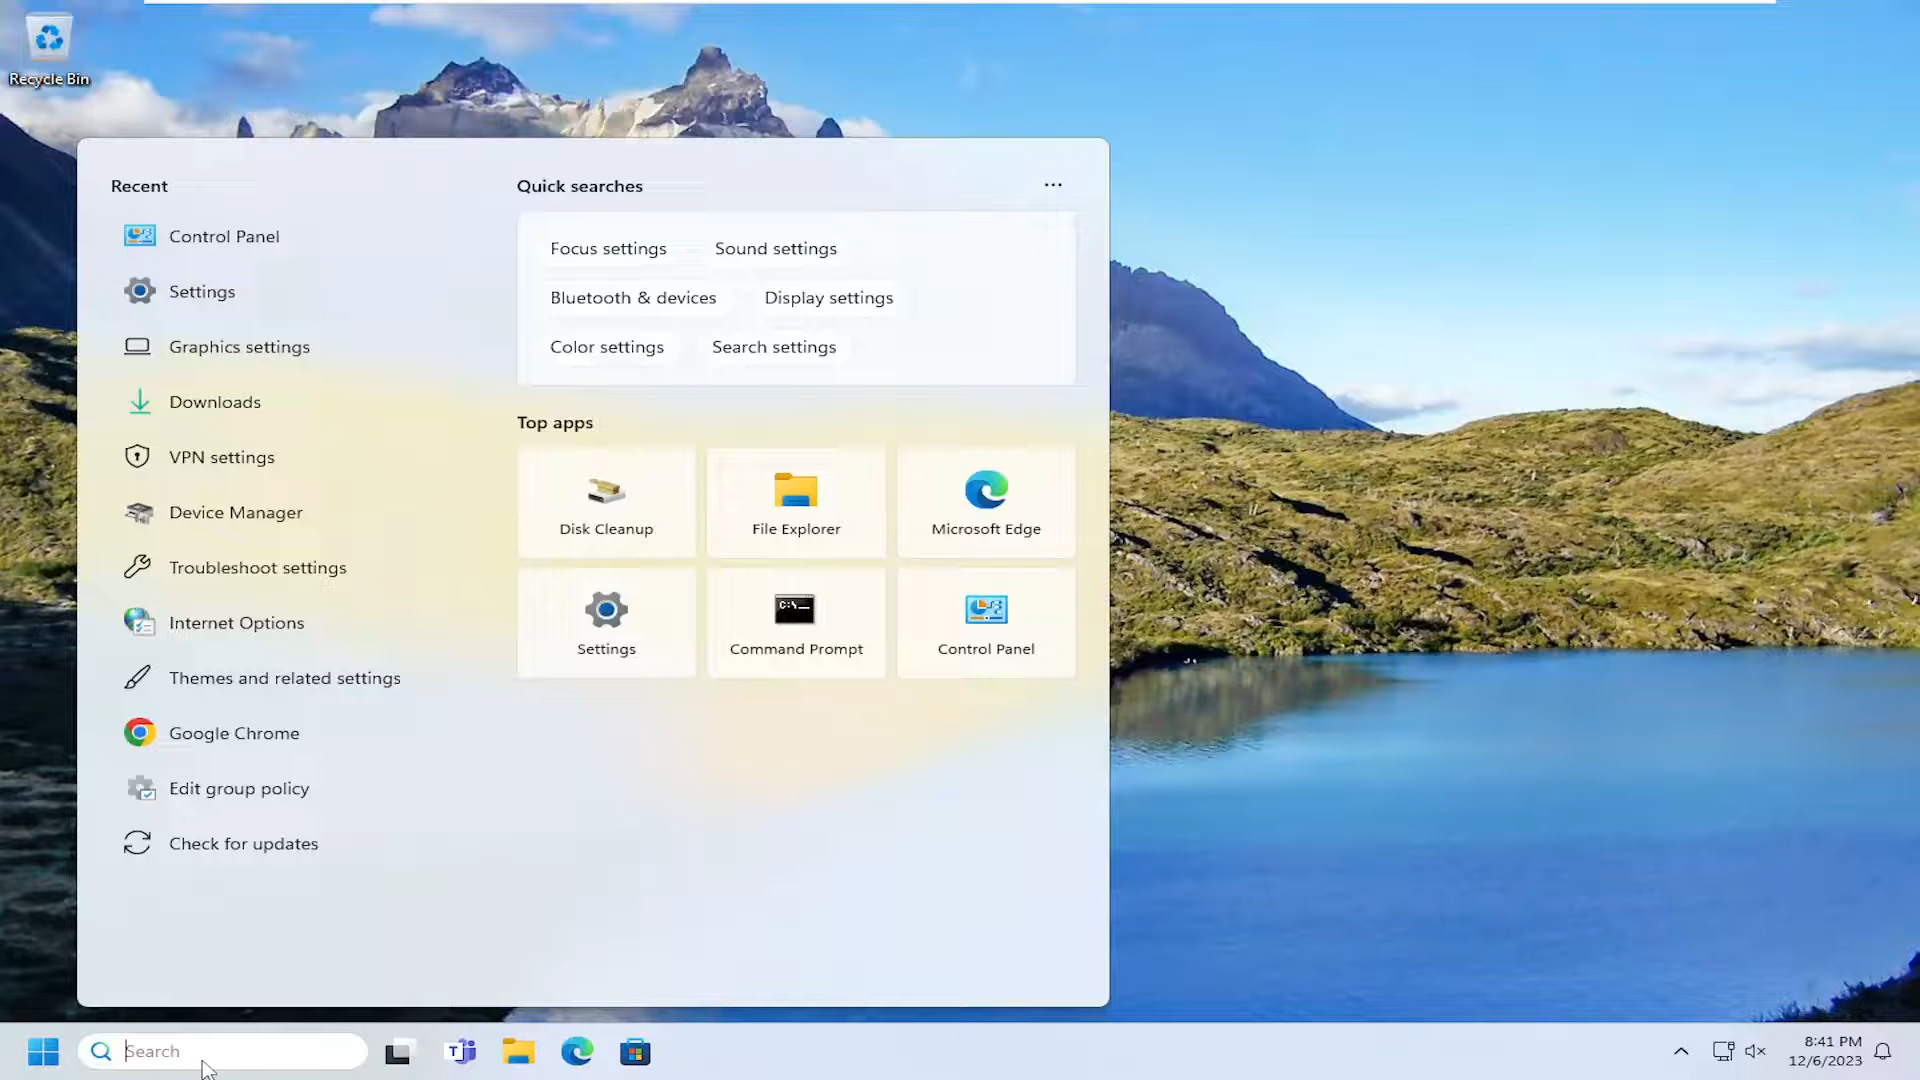 Recycle Bin
Recent
Control Panel
Settings
Graphics settings
Downloads
VPN settings
Device Manager
Troubleshoot settings
Internet Options
Themes and related settings
Google Chrome
Edit group policy
Check for updates
Quick searches
Focus settings Sound settings
Bluetooth & devices Display settings
Color settings Search settings
Top apps
Disk Cleanup File Explorer Microsoft Edge
C:\
Settings Command Prompt Control Panel
Search
T
8:41 PM
12/6/2023